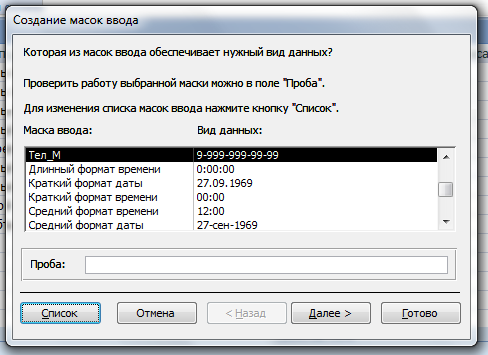 Создание масок ввода
Которая из масок ввода обеспечивает нужный вид данных?
Проверить работу выбранной маски можно в поле "Проба".
Для изменения списка масок ввода нажмите кнопку "Список".
Маска ввода: Вид данных:
Тел_М 9-999-999-99-99
Длинный формат времени 0:00:00
Краткий формат даты 27.09.1969
Краткий формат времени 00:00
Средний формат времени 12:00
Средний формат даты 27-сен-1969
Проба:
Список Отмена < Назад Далее > Готово